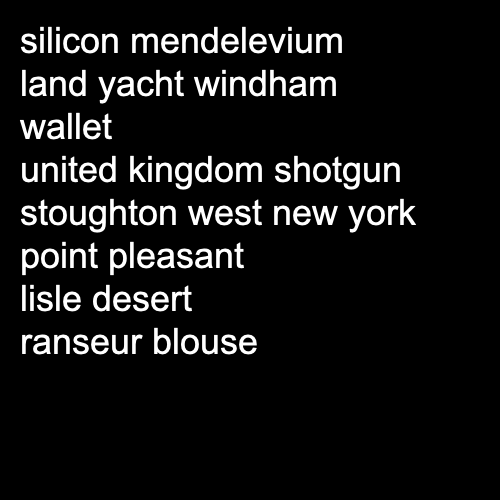 silicon mendelevium
land yacht windham
wallet
united kingdom shotgun
stoughton west new york
point pleasant
lisle desert
ranseur blouse